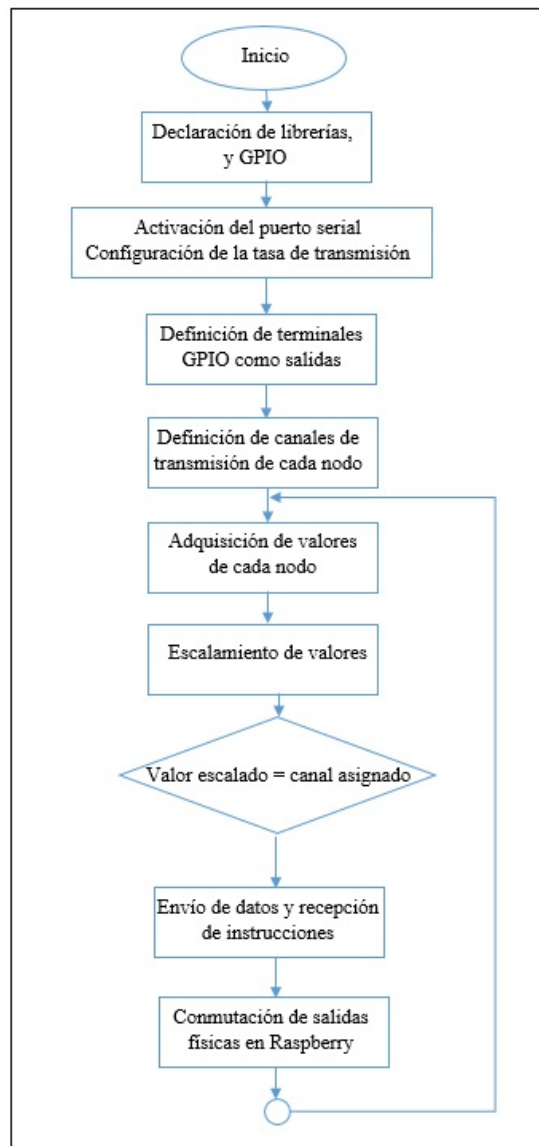 Inicio
Declaración de librerías,
y GPIO
Activación del puerto serial
Configuración de la tasa de transmisión
Definición de terminales
GPIO como salidas
Definición de canales de
transmisión de cada nodo
Adquisición de valores
de cada nodo
Escalamiento de valores
Valor escalado = canal asignado
Envío de datos y recepción
de instrucciones
Conmutación de salidas
físicas en Raspberry